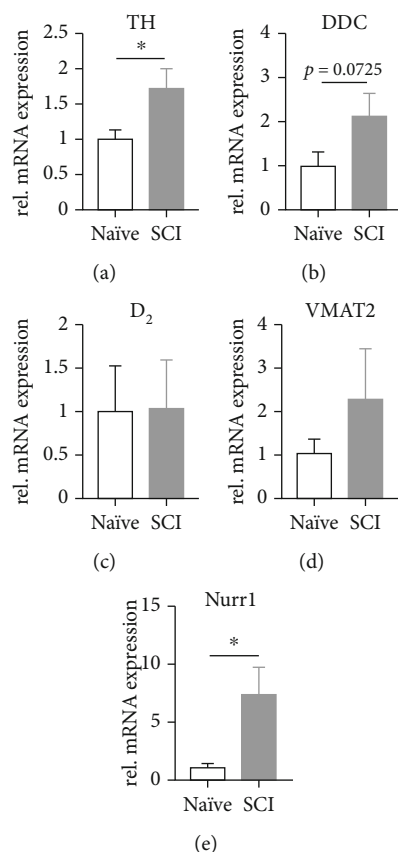 TH
rel. mRNA expression
2.5
2.0
1.5
1
0.5
0
*
Naïve SCI
(a)
DDC
rel. mRNA expression
4
3
2
1
0
p = 0.0725
Naïve SCI
(b)
D₂
rel. mRNA expression
2
1.5
1
0.5
0
Naïve SCI
(c)
VMAT2
rel. mRNA expression
4
3
2
1
0
Naïve SCI
(d)
Nurr1
rel. mRNA expression
15
10
5
0
*
Naïve SCI
(e)